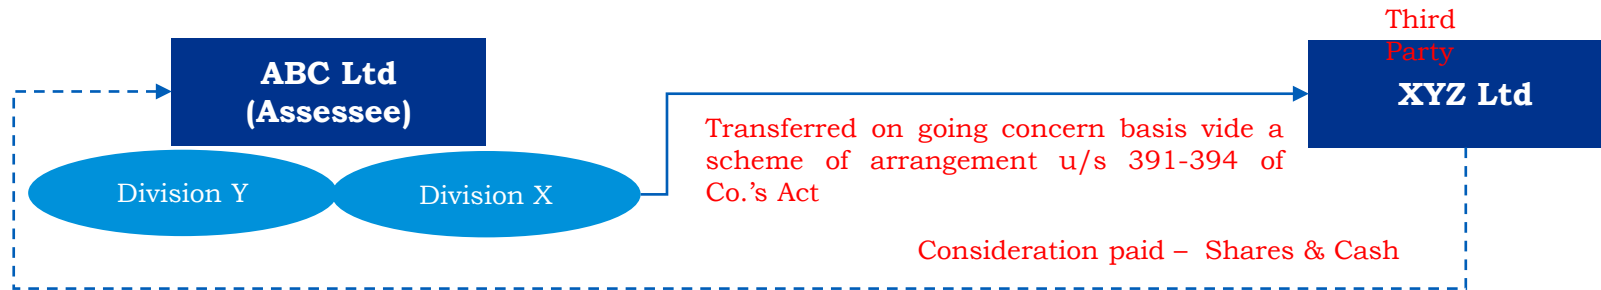 Third
Party
ABC Ltd
(Assessee)
XYZ Ltd
Transferred on going concern basis vide a
scheme of arrangement u/s 391-394 of
Co.’s Act
Division Y
Division X
Consideration paid – Shares & Cash